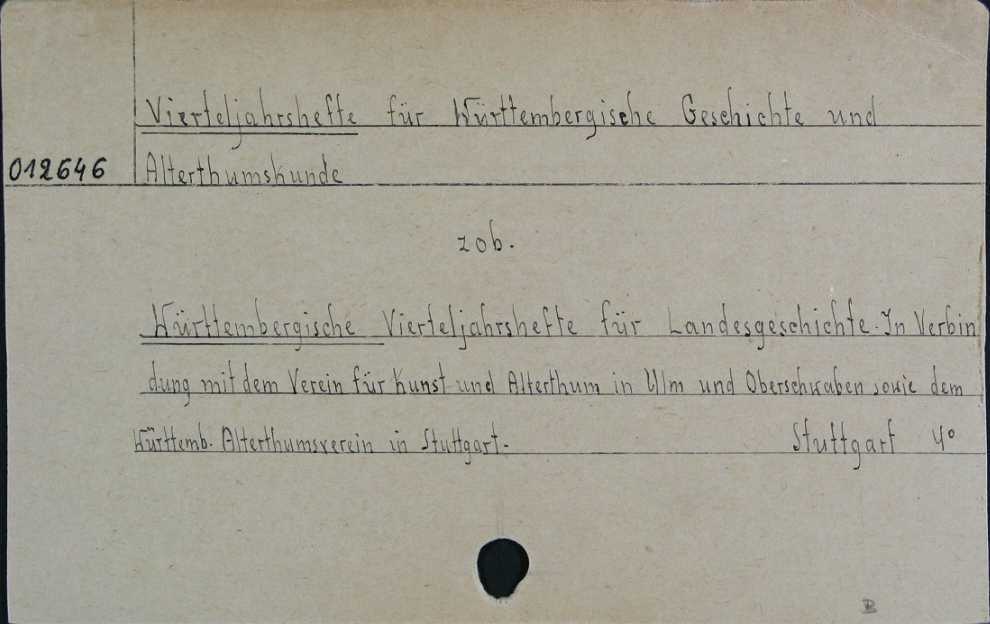 Vierteljahrshefte für Württembergische Geschichte und
012646 Alterthumskunde
zob.
Württembergische Vierteljahrshefte für Landesgeschichte. In Verbin
dung mit dem Verein für Kunst und Alterthum in Ulm und Oberschwaben sowie dem
Württemb. Alterthumsverein in Stuttgart. Stuttgart 4°